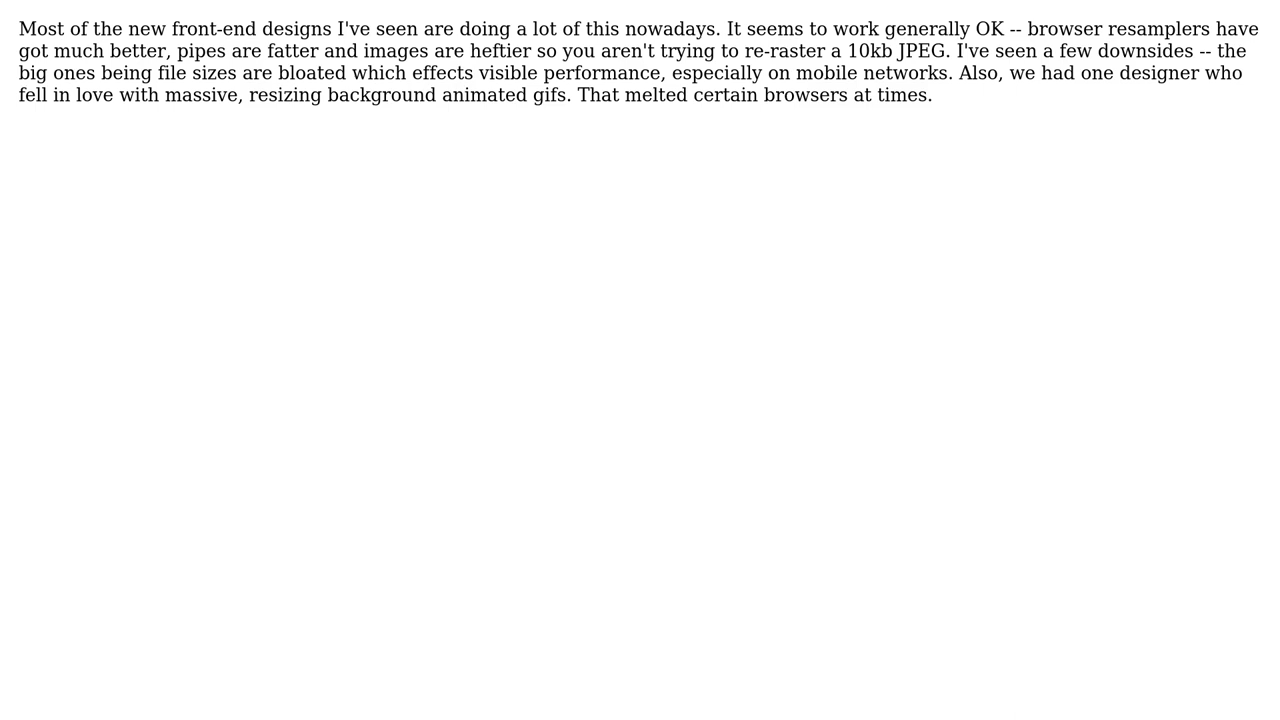 Most of the new front-end designs I've seen are doing a lot of this nowadays. It seems to work generally OK -- browser resamplers have
got much better, pipes are fatter and images are heftier so you aren't trying to re-raster a 10kb JPEG. I've seen a few downsides -- the
big ones being file sizes are bloated which effects visible performance, especially on mobile networks. Also, we had one designer who
fell in love with massive, resizing background animated gifs. That melted certain browsers at times.